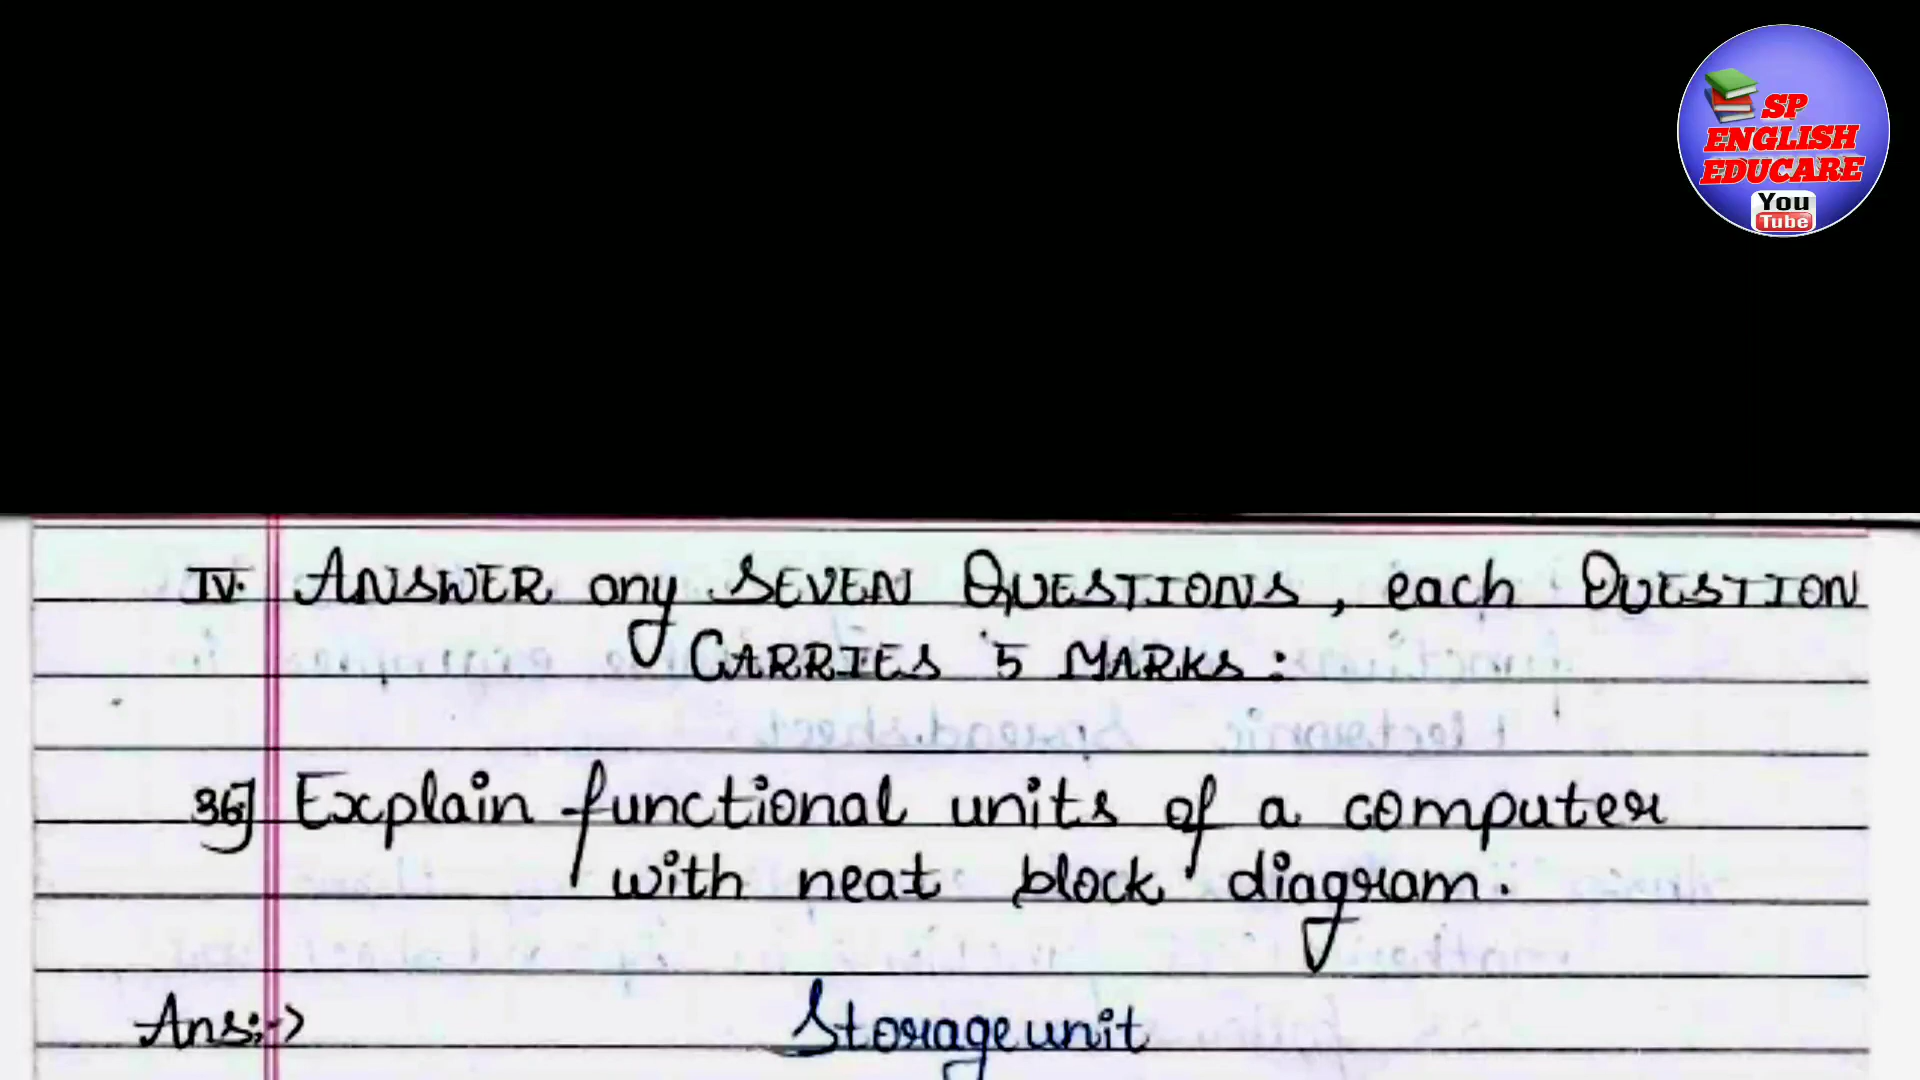 SP
ENGLISH
EDUCARE
You
Tube
IV. ANSWER any SEVEN QUESTIONS, each QUESTION
CARRIES 5 MARKS:
36] Explain functional units of a computer
with neat block diagram.
Ans:-> Storage unit